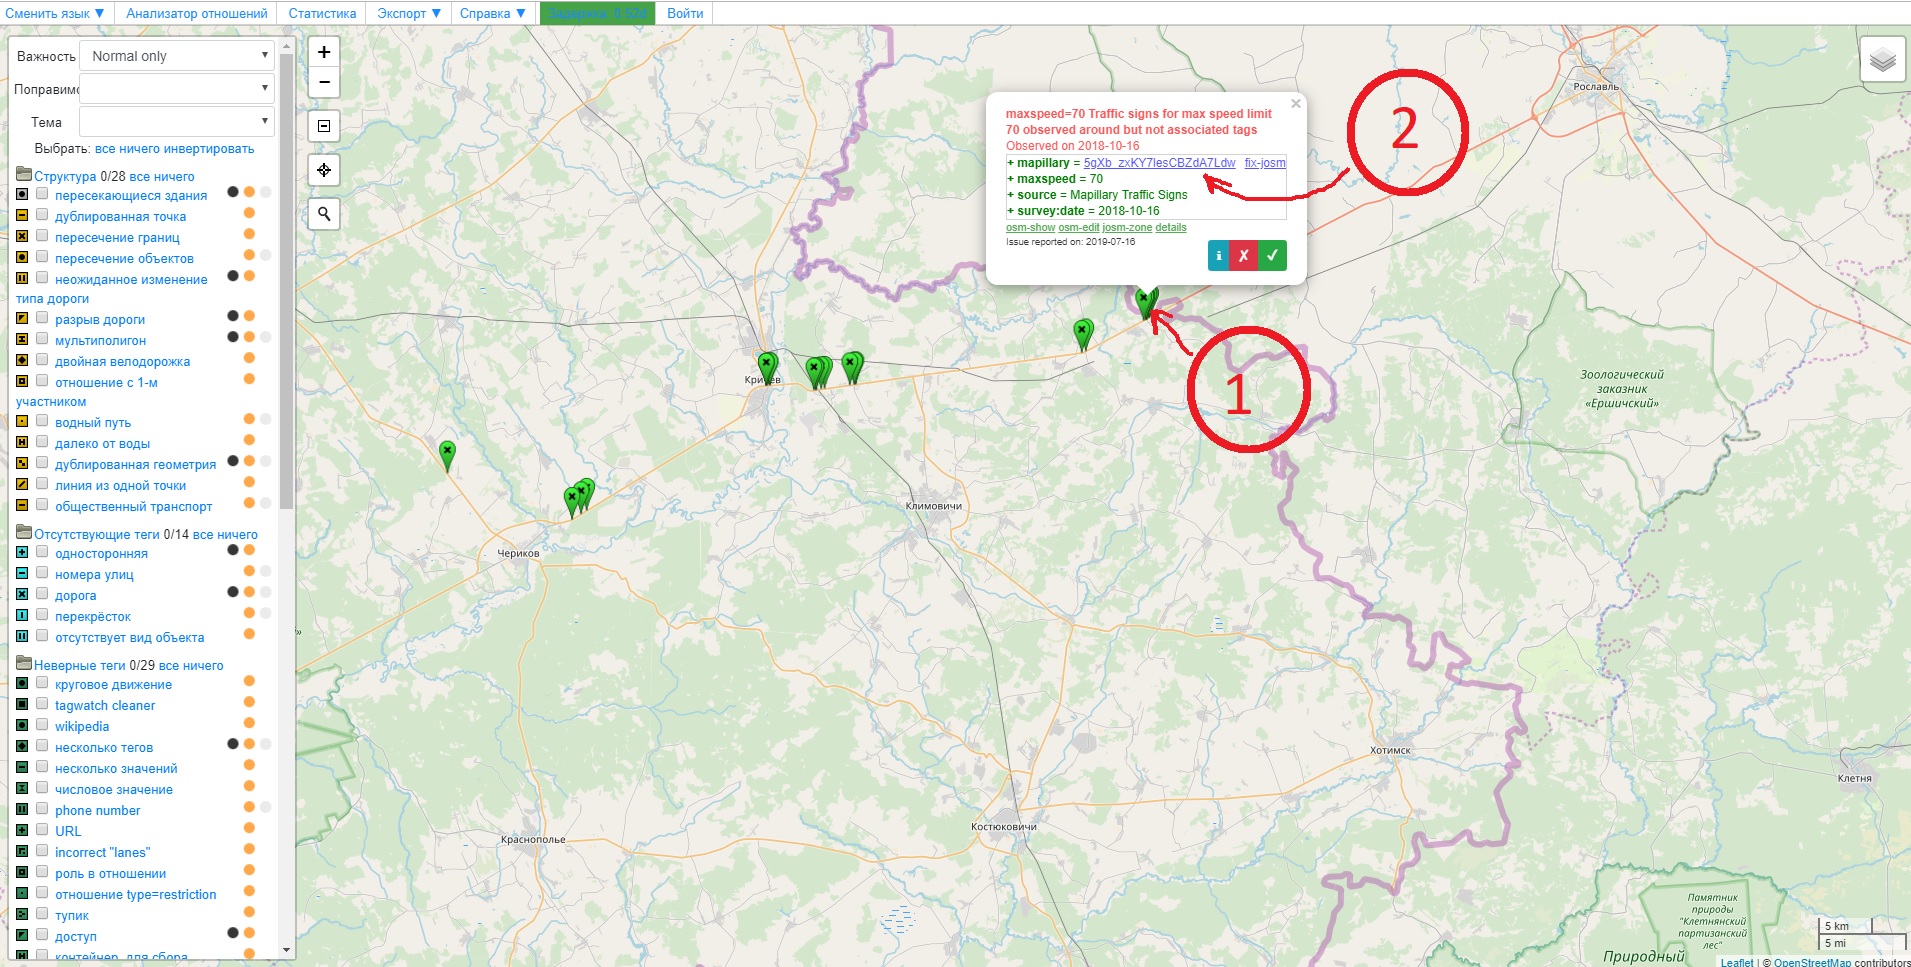 Сменить язык ▼ Анализатор отношений Статистика Экспорт ▼ Справка ▼ Задержка: 0.52d Войти
Важность Normal only
Поправимо
Тема
Выбрать: все ничего инвертировать
Структура 0/28 все ничего
пересекающиеся здания
дублированная точка
пересечение границ
пересечение объектов
неожиданное изменение
типа дороги
разрыв дороги
мультиполигон
двойная велодорожка
отношение с 1-м
участником
водный путь
далеко от воды
дублированная геометрия
линия из одной точки
общественный транспорт
Отсутствующие теги 0/14 все ничего
односторонняя
номера улиц
дорога
перекрёсток
отсутствует вид объекта
Неверные теги 0/29 все ничего
круговое движение
tagwatch cleaner
wikipedia
несколько тегов
несколько значений
числовое значение
phone number
URL
incorrect "lanes"
роль в отношении
отношение type=restriction
тупик
доступ
контейнер, для сбора
+
−
maxspeed=70 Traffic signs for max speed limit
70 observed around but not associated tags
Observed on 2018-10-16
+ mapillary = 5gXb_zxKY7lesCBZdA7Ldw fix-josm
+ maxspeed = 70
+ source = Mapillary Traffic Signs
+ survey:date = 2018-10-16
osm-show osm-edit josm-zone details
Issue reported on: 2019-07-16
i ✗ ✓
×
2
1
Рославль
Зоологический
заказник
«Ершичский»
Климовичи
Чериков
Хотимск
Клетня
Костюковичи
Краснополье
Памятник
природы
"Клетнянский
партизанский
лес"
Природный
5 km
5 mi
Leaflet | © OpenStreetMap contributors